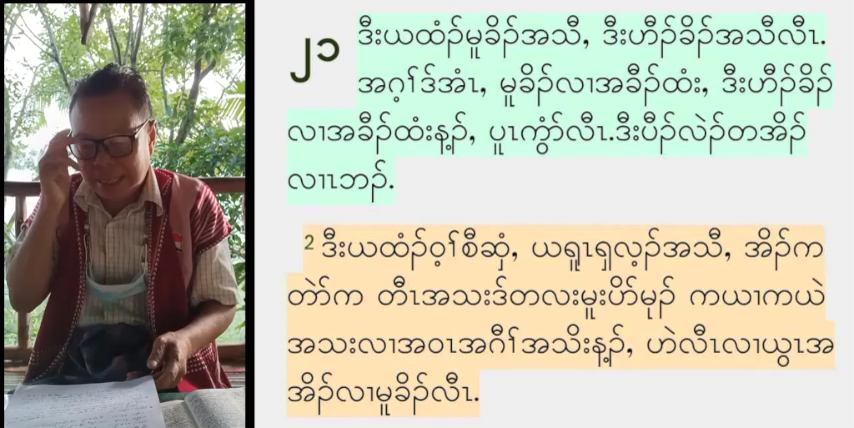 ၂၁ ဒီးယထံၣ်မူခိၣ်အသီ, ဒီးဟီၣ်ခိၣ်အသီလီၤ.
အဂ့ၢ်ဒ်အံၤ, မူခိၣ်လၢအခီၣ်ထံး, ဒီးဟီၣ်ခိၣ်
လၢအခီၣ်ထံးန့ၣ်, ပူၤကွံာ်လီၤ.ဒီးပီၣ်လဲၣ်တအိၣ်
လၢၤဘၣ်.
2 ဒီးယထံၣ်ဝ့ၢ်စီဆှံ, ယရူၤရှလ့ၣ်အသီ, အိၣ်က
တဲာ်က တီၤအသးဒ်တလးမူးပှိာ်မုၣ် ကယၢကယဲ
အသးလၢအဝၤအဂီၢ်အသိးန့ၣ်, ဟဲလီၤလၢယွၤအ
အိၣ်လၢမူခိၣ်လီၤ.